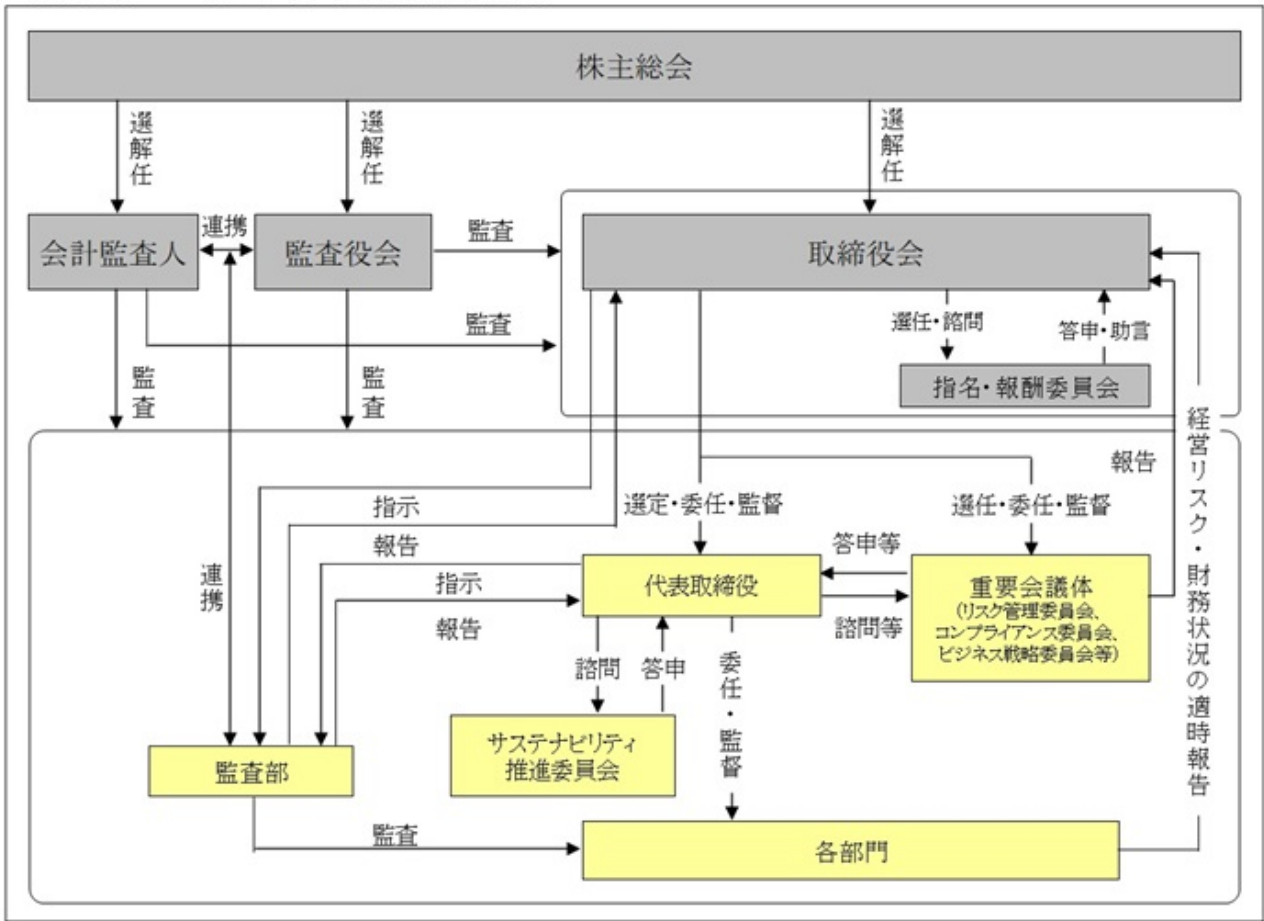 株主総会
選解任
選解任
選解任
会計監査人
連携
監査役会
監査
取締役会
監査
選任・諮問
答申・助言
指名・報酬委員会
監査
監査
報告
経営リスク・財務状況の適時報告
指示
選定・委任・監督
選任・委任・監督
報告
答申等
連携
指示
代表取締役
重要会議体
(リスク管理委員会、
コンプライアンス委員会、
ビジネス戦略委員会等)
報告
諮問等
諮問
答申
委任・監督
サステナビリティ
推進委員会
監査部
監査
各部門